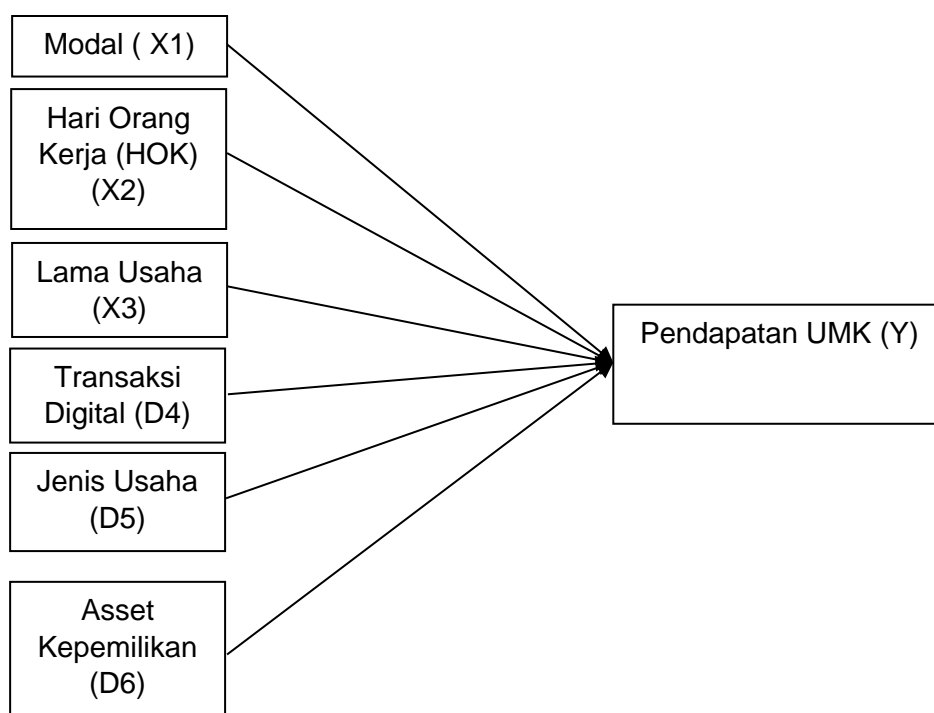 Modal ( X1)
Hari Orang
Kerja (HOK)
(X2)
Lama Usaha
(X3)
Transaksi
Digital (D4)
Jenis Usaha
(D5)
Asset
Kepemilikan
(D6)
Pendapatan UMK (Y)